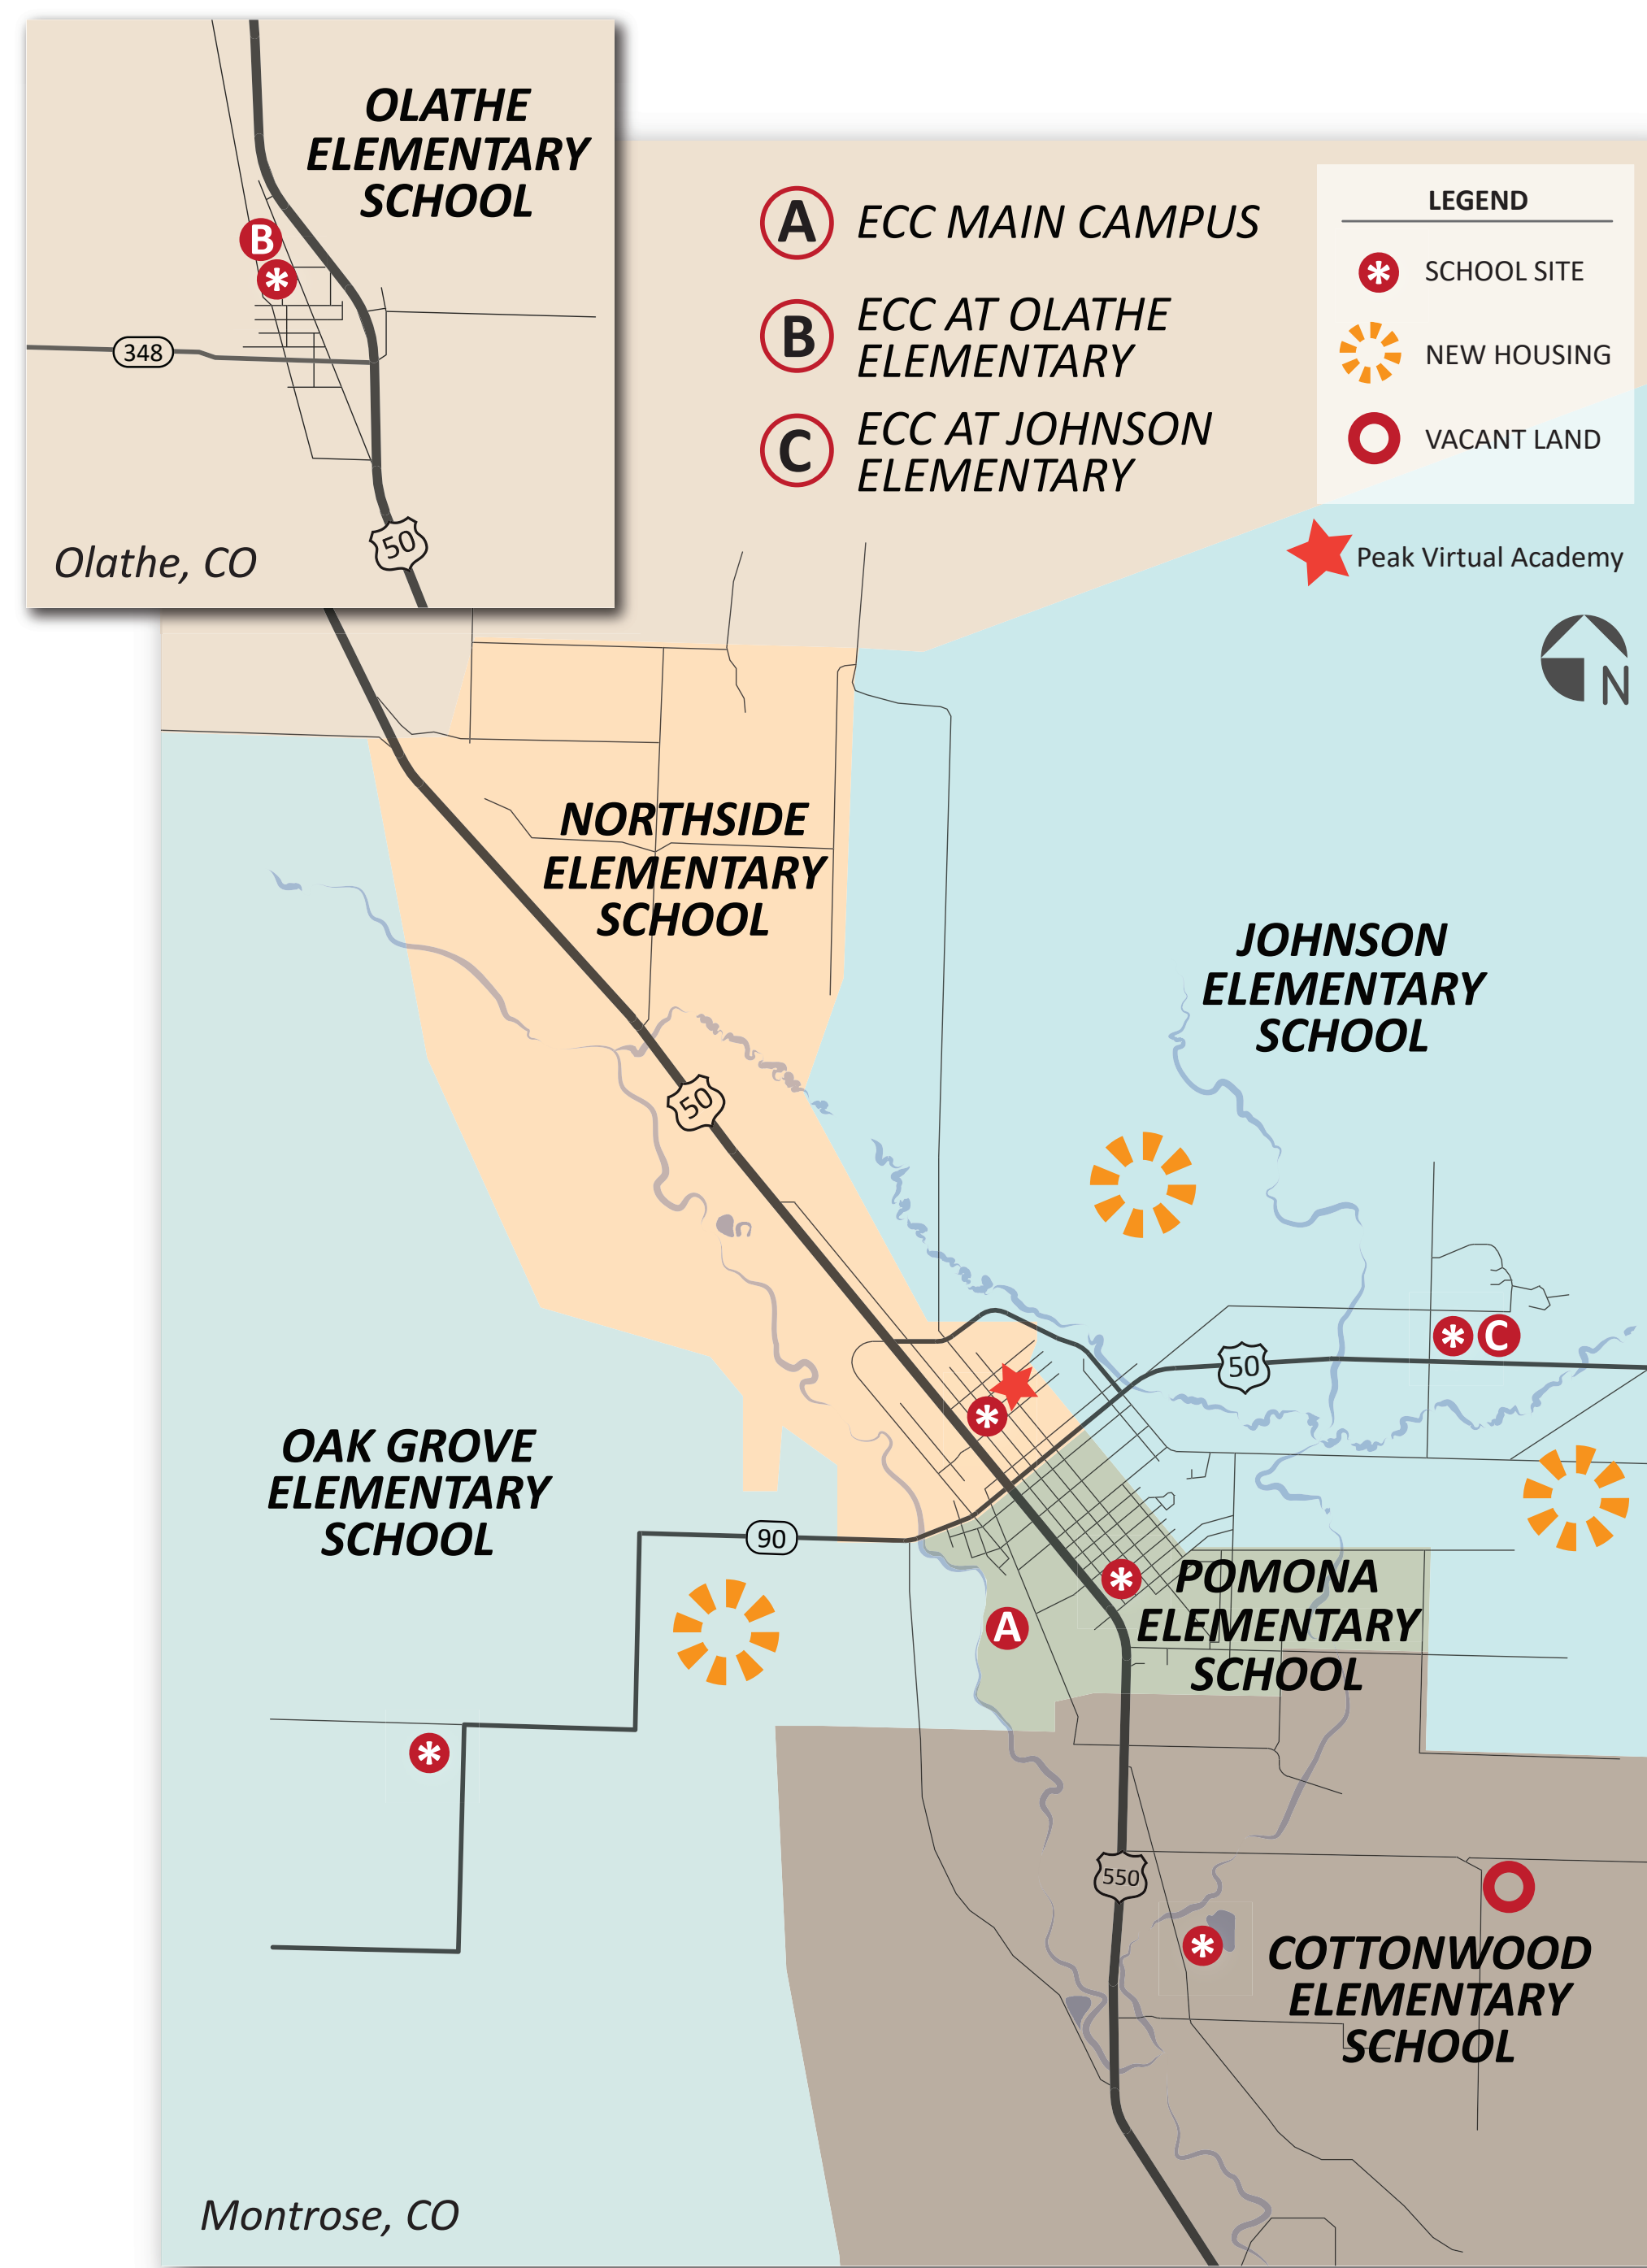 OLATHE
ELEMENTARY
SCHOOL
B
*
348
50
Olathe, CO
A ECC MAIN CAMPUS
B ECC AT OLATHE
ELEMENTARY
C ECC AT JOHNSON
ELEMENTARY
LEGEND
* SCHOOL SITE
NEW HOUSING
VACANT LAND
Peak Virtual Academy
N
NORTHSIDE
ELEMENTARY
SCHOOL
JOHNSON
ELEMENTARY
SCHOOL
50
* C
50
*
OAK GROVE
ELEMENTARY
SCHOOL
90
*
A
POMONA
ELEMENTARY
SCHOOL
*
550
*
COTTONWOOD
ELEMENTARY
SCHOOL
Montrose, CO